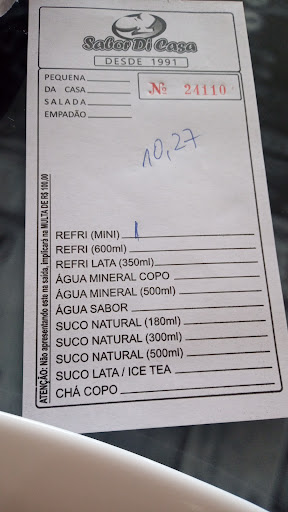 Sabor Di Casa
DESDE 1991
PEQUENA
DA CASA
SALADA
EMPADÃO
Nº 24110
10,27
REFRI (MINI) 1
REFRI (600ml)
REFRI LATA (350ml)
ÁGUA MINERAL COPO
ÁGUA MINERAL (500ml)
ÁGUA SABOR
SUCO NATURAL (180ml)
SUCO NATURAL (300ml)
SUCO NATURAL (500ml)
SUCO LATA / ICE TEA
CHÁ COPO
ATENÇÃO: Não apresentando este na saída, implicará na MULTA DE R$ 100,00